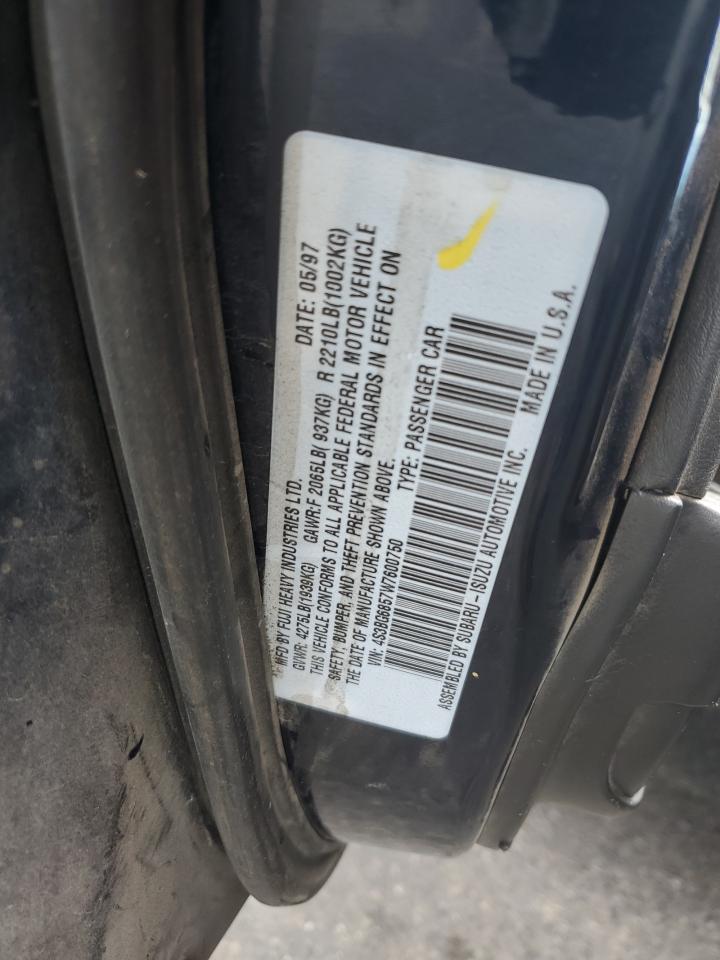 MFD BY FUJI HEAVY INDUSTRIES LTD. DATE: 05/97
GVWR: 4275LB(1939KG) GAWR:F 2065LB( 937KG) R 2210LB(1002KG)
THIS VEHICLE CONFORMS TO ALL APPLICABLE FEDERAL MOTOR VEHICLE
SAFETY, BUMPER, AND THEFT PREVENTION STANDARDS IN EFFECT ON
THE DATE OF MANUFACTURE SHOWN ABOVE.
VIN: 4S3BG6857W7600750 TYPE: PASSENGER CAR
ASSEMBLED BY SUBARU-ISUZU AUTOMOTIVE INC. MADE IN U.S.A.